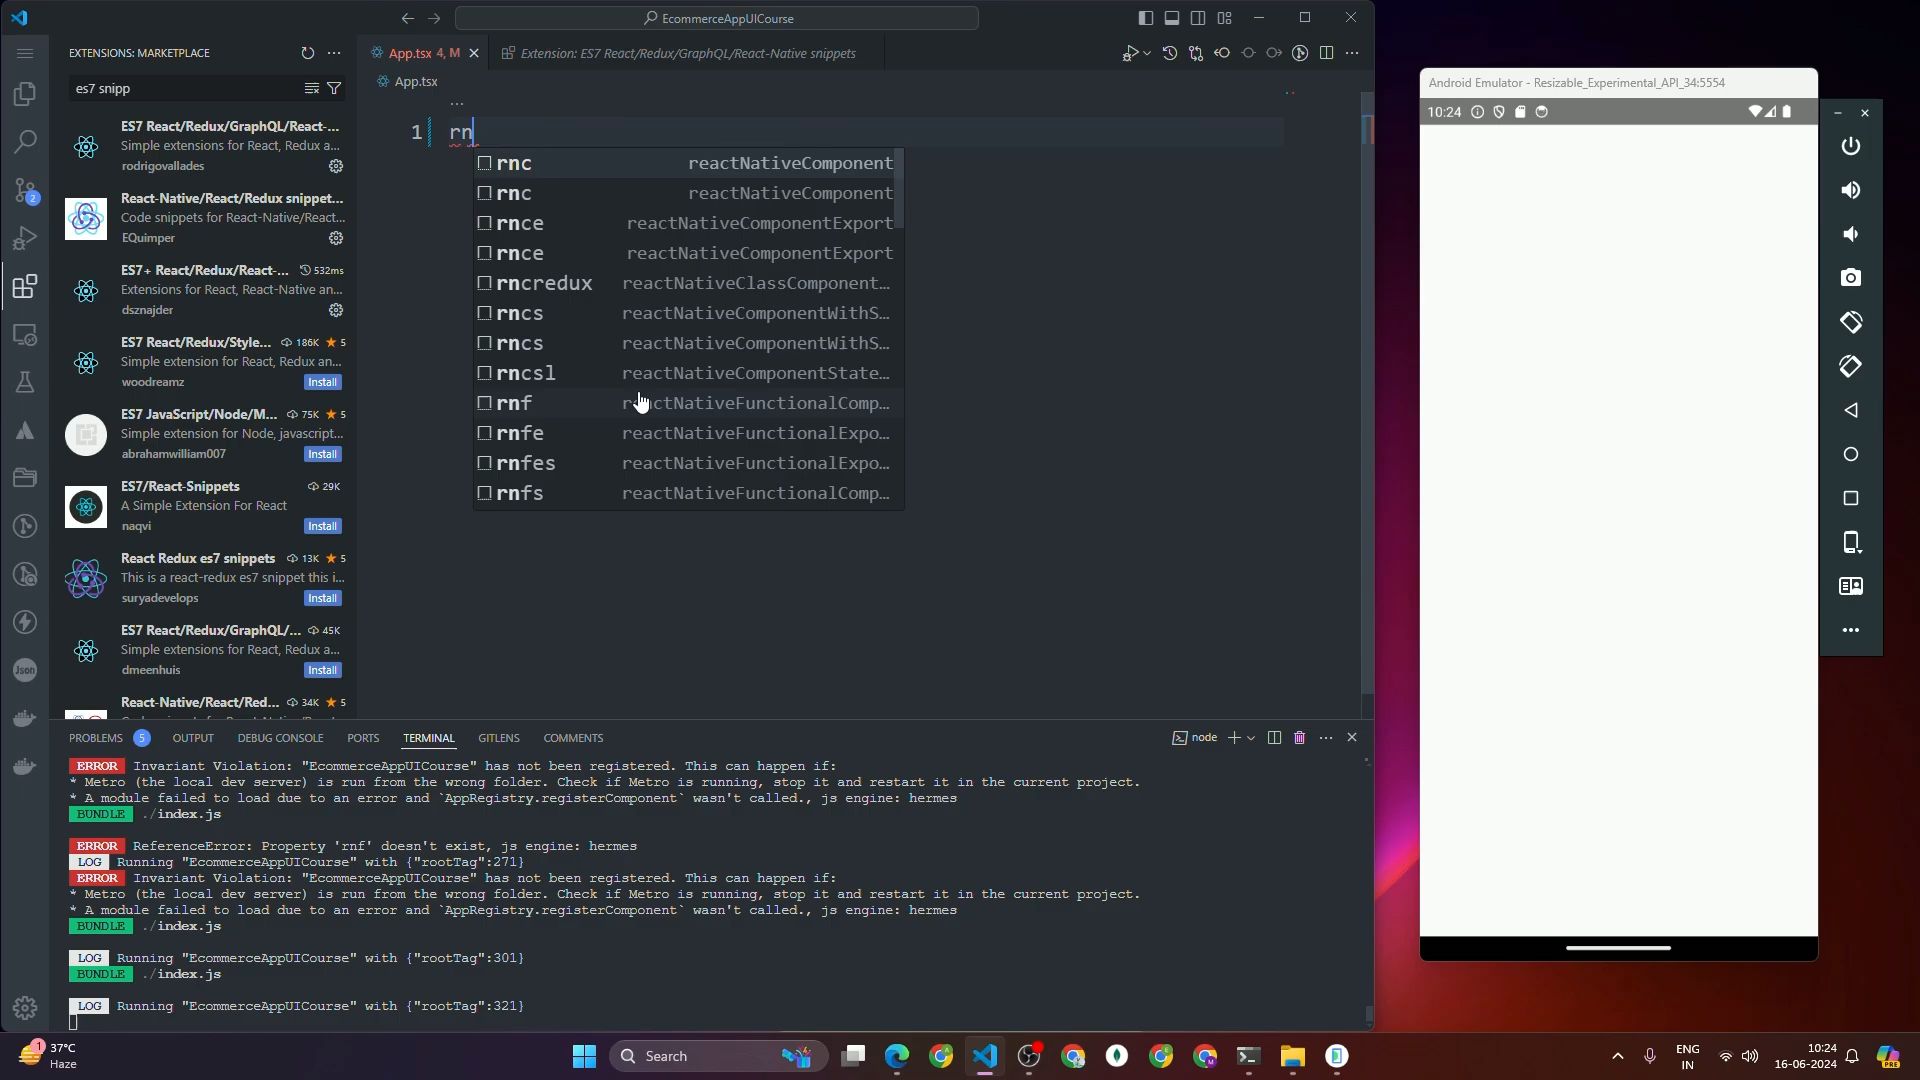 EcommerceAppUICourse
EXTENSIONS: MARKETPLACE
App.tsx 4, M
Extension: ES7 React/Redux/GraphQL/React-Native snippets
es7 snipp
App.tsx
...
1 rn
ES7 React/Redux/GraphQL/React-...
Simple extensions for React, Redux a...
rodrigovallades
React-Native/React/Redux snippet...
Code snippets for React-Native/React...
EQuimper
ES7+ React/Redux/React-... 532ms
Extensions for React, React-Native an...
dsznajder
ES7 React/Redux/Style... 186K 5
Simple extension for React, Redux an...
woodreamz Install
ES7 JavaScript/Node/M... 75K 5
Simple extension for Node, javascript...
abrahamwilliam007 Install
ES7/React-Snippets 29K
A Simple Extension For React
naqvi Install
React Redux es7 snippets 13K 5
This is a react-redux es7 snippet this i...
suryadevelops Install
ES7 React/Redux/GraphQL/... 45K
Simple extensions for React, Redux a...
dmeenhuis Install
React-Native/React/Red... 34K 5
2
Json
rnc reactNativeComponent
rnc reactNativeComponent
rnce reactNativeComponentExport
rnce reactNativeComponentExport
rncredux reactNativeClassComponent...
rncs reactNativeComponentWithS...
rncs reactNativeComponentWithS...
rncsl reactNativeComponentState...
rnf reactNativeFunctionalComp...
rnfe reactNativeFunctionalExpo...
rnfes reactNativeFunctionalExpo...
rnfs reactNativeFunctionalComp...
PROBLEMS 5 OUTPUT DEBUG CONSOLE PORTS TERMINAL GITLENS COMMENTS node
ERROR Invariant Violation: "EcommerceAppUICourse" has not been registered. This can happen if:
* Metro (the local dev server) is run from the wrong folder. Check if Metro is running, stop it and restart it in the current project.
* A module failed to load due to an error and `AppRegistry.registerComponent` wasn't called., js engine: hermes
BUNDLE ./index.js
ERROR ReferenceError: Property 'rnf' doesn't exist, js engine: hermes
LOG Running "EcommerceAppUICourse" with {"rootTag":271}
ERROR Invariant Violation: "EcommerceAppUICourse" has not been registered. This can happen if:
* Metro (the local dev server) is run from the wrong folder. Check if Metro is running, stop it and restart it in the current project.
* A module failed to load due to an error and `AppRegistry.registerComponent` wasn't called., js engine: hermes
BUNDLE ./index.js
LOG Running "EcommerceAppUICourse" with {"rootTag":301}
BUNDLE ./index.js
LOG Running "EcommerceAppUICourse" with {"rootTag":321}
Android Emulator - Resizable_Experimental_API_34:5554
10:24
1
37°C
Haze
Search
ENG
IN
10:24
16-06-2024
PRE